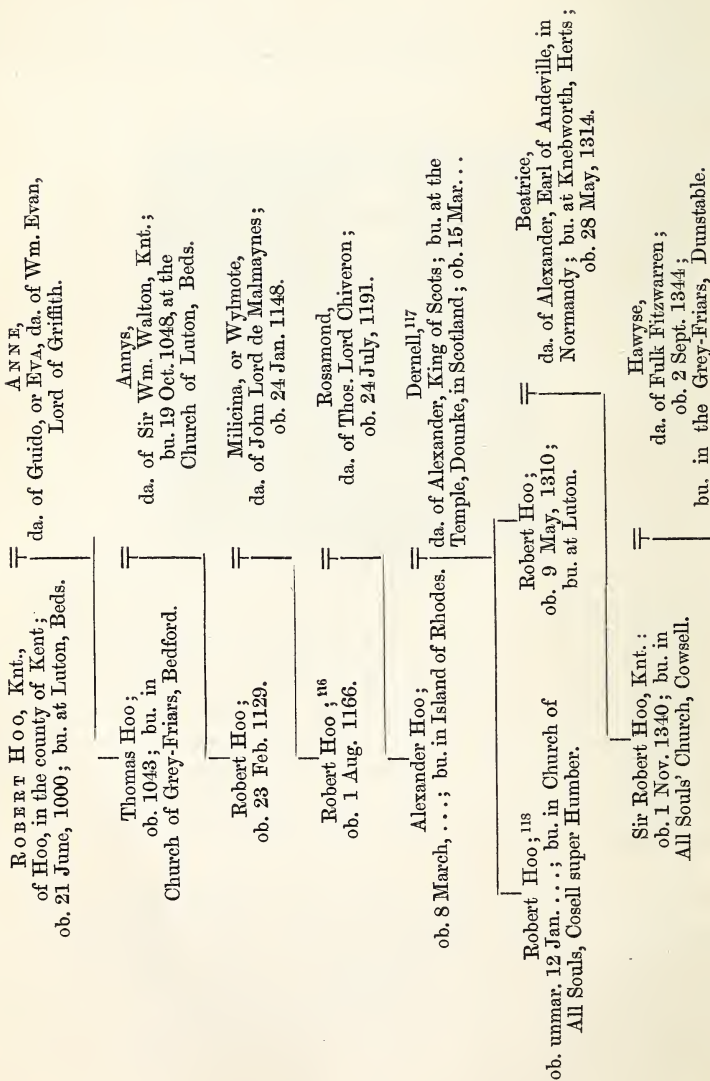 ROBERT HOO, Knt.,
of Hoo, in the county of Kent;
ob. 21 June, 1000; bu. at Luton, Beds.
ANNE,
da. of Guido, or EVA, da. of Wm. Evan,
Lord of Griffith.
Thomas Hoo;
ob. 1043; bu. in
Church of Grey-Friars, Bedford.
Annys,
da. of Sir Wm. Walton, Knt.;
bu. 19 Oct. 1048, at the
Church of Luton, Beds.
Robert Hoo;
ob. 23 Feb. 1129.
Milicina, or Wylmote,
da. of John Lord de Malmaynes;
ob. 24 Jan. 1148.
Robert Hoo;116
ob. 1 Aug. 1166.
Rosamond,
da. of Thos. Lord Chiveron;
ob. 24 July, 1191.
Alexander Hoo;
ob. 8 March, ...; bu. in Island of Rhodes.
Dernell,117
da. of Alexander, King of Scots; bu. at the
Temple, Dounke, in Scotland; ob. 15 Mar...
Robert Hoo;118
ob. unmar. 12 Jan....; bu. in Church of
All Souls, Cosell super Humber.
Robert Hoo;
ob. 9 May, 1310;
bu. at Luton.
Beatrice,
da. of Alexander, Earl of Andeville, in
Normandy; bu. at Knebworth, Herts;
ob. 28 May, 1314.
Sir Robert Hoo, Knt.:
ob. 1 Nov. 1340; bu. in
All Souls' Church, Cowsell.
Hawyse,
da. of Fulk Fitzwarren;
ob. 2 Sept. 1344;
bu. in the Grey-Friars, Dunstable.